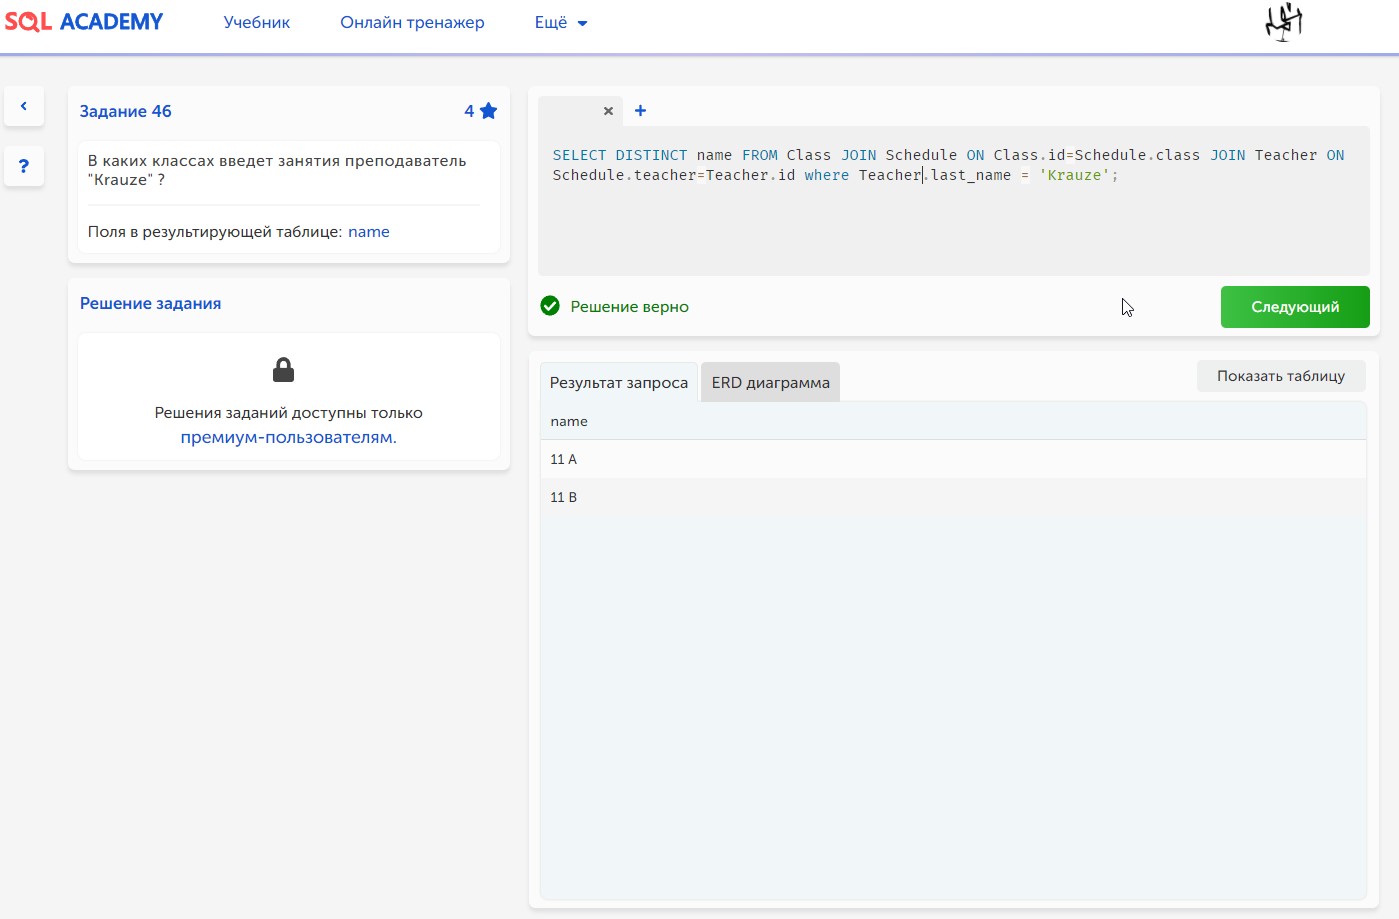 SQL ACADEMY
Учебник
Онлайн тренажер
Ещё
Задание 46
4
В каких классах введет занятия преподаватель
"Krauze" ?
Поля в результирующей таблице: name
Решение задания
Решения заданий доступны только
премиум-пользователям.
SELECT DISTINCT name FROM Class JOIN Schedule ON Class.id=Schedule.class JOIN Teacher ON
Schedule.teacher=Teacher.id where Teacher.last_name = 'Krauze';
Решение верно
Следующий
Результат запроса
ERD диаграмма
Показать таблицу
name
11 A
11 B